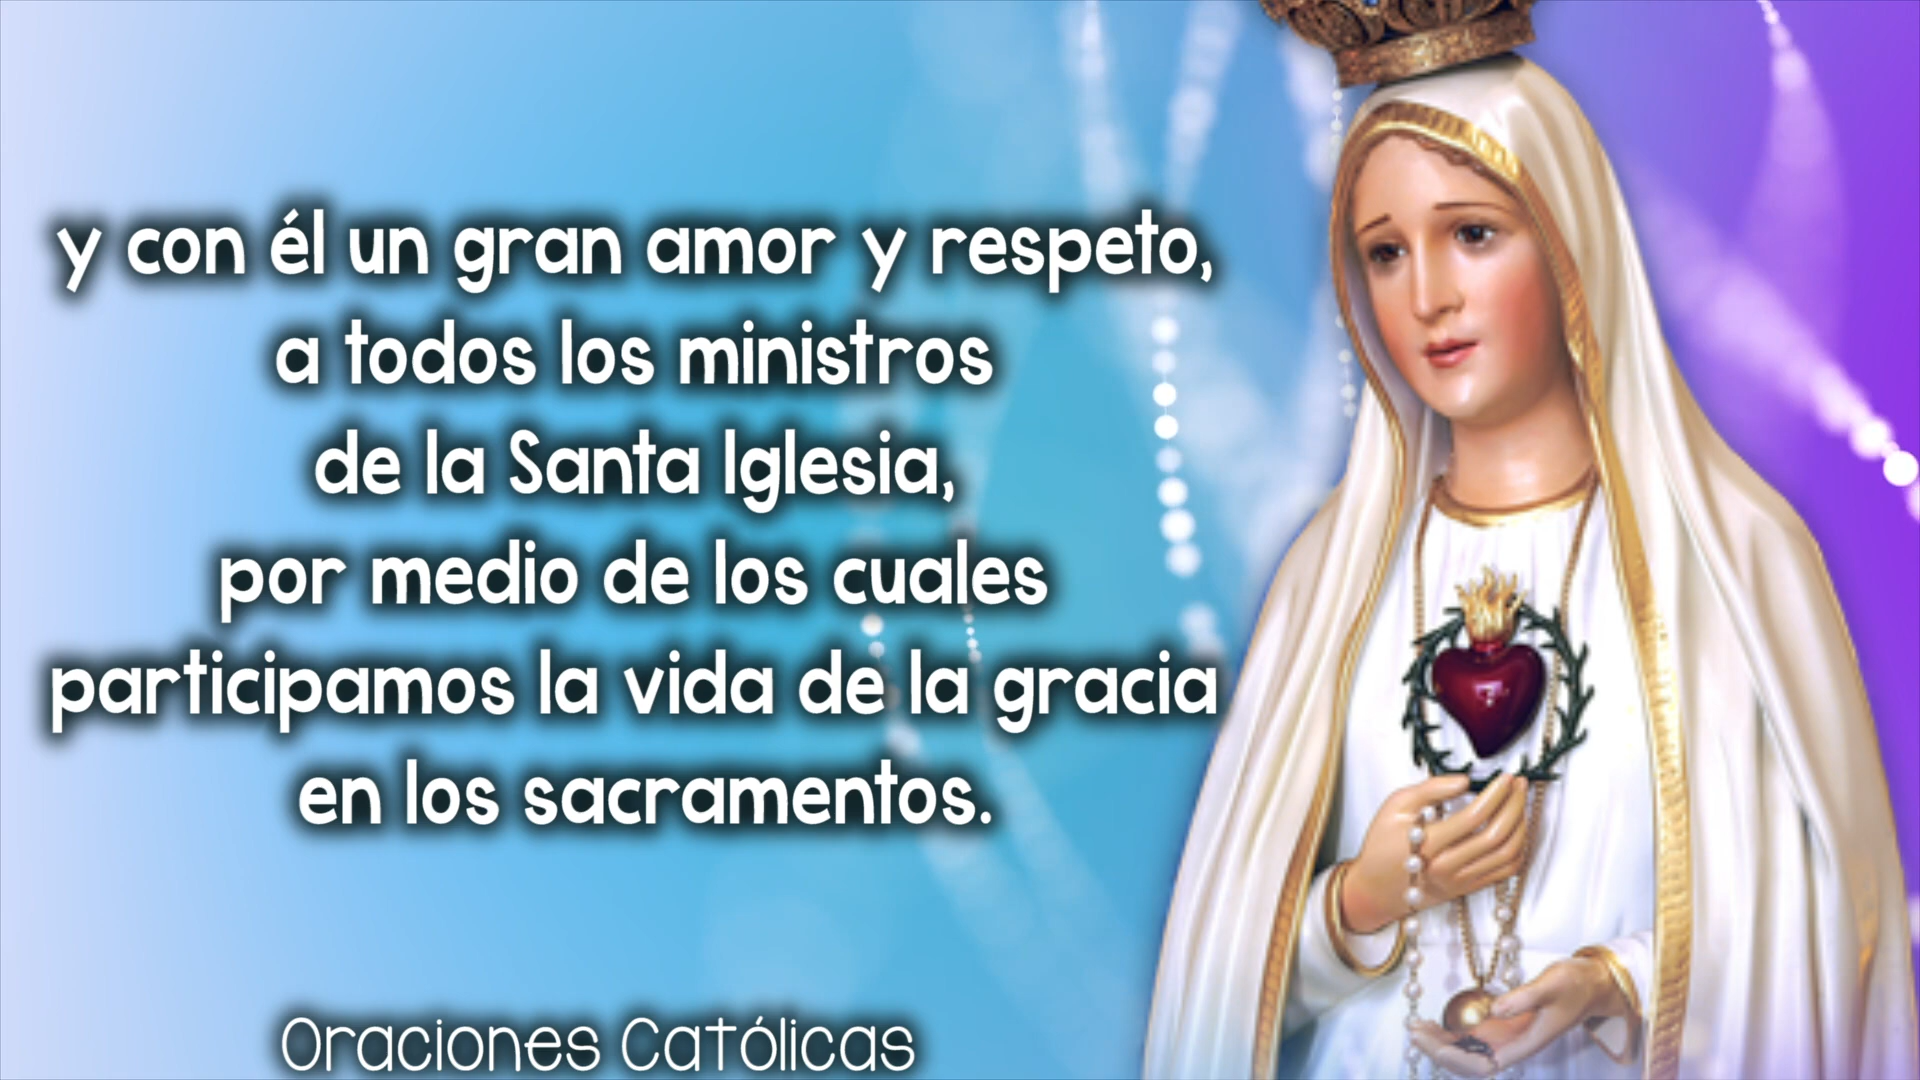 y con él un gran amor y respeto,
a todos los ministros
de la Santa Iglesia,
por medio de los cuales
participamos la vida de la gracia
en los sacramentos.
Oraciones Católicas